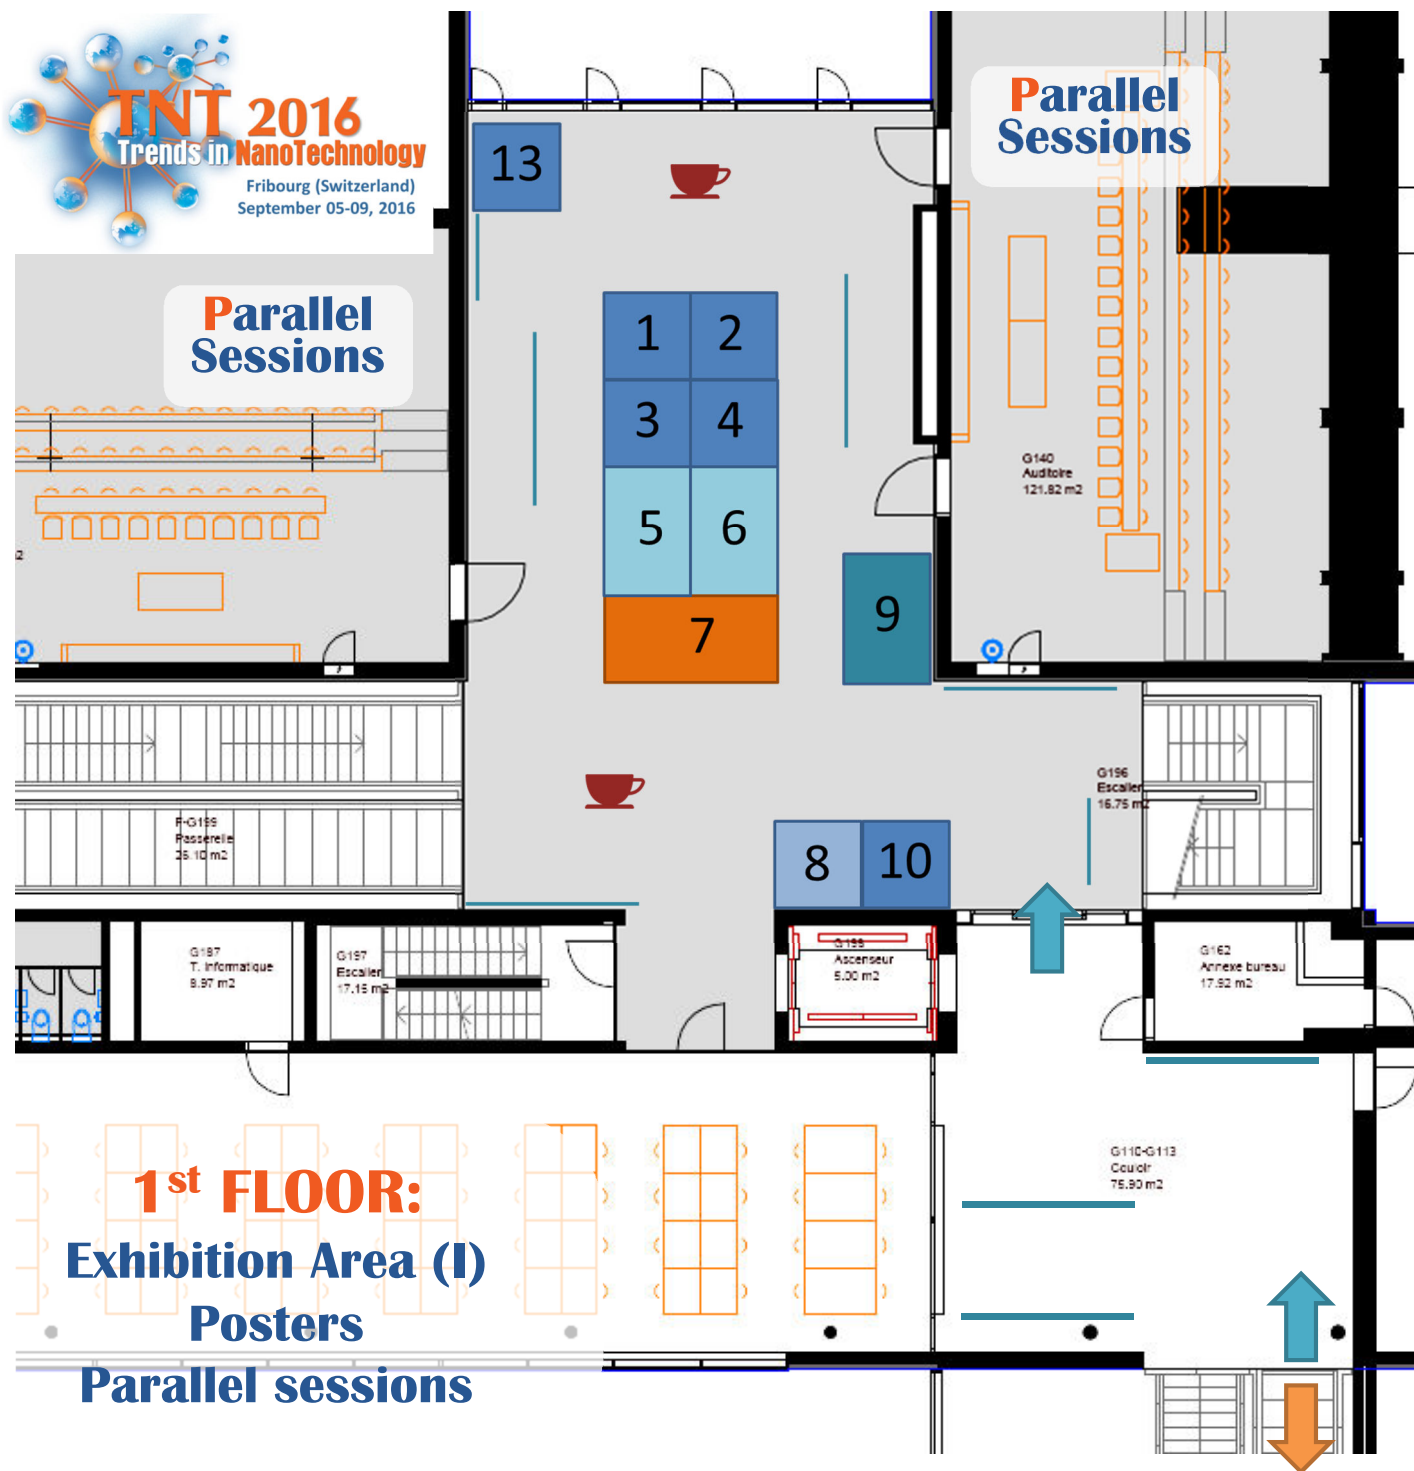 TNT 2016
Trends in NanoTechnology
Fribourg (Switzerland)
September 05-09, 2016
Parallel
Sessions
Parallel
Sessions
13
1 2
3 4
5 6
7
9
8 10
G140
Auditoire
121.82 m2
G196
Escalier
16.75 m2
F-G199
Passerelle
26.10 m2
G187
T. Informatique
8.97 m2
G197
Escalier
17.15 m2
Ascenseur
5.00 m2
G162
Annexe bureau
17.92 m2
G110-G113
Couloir
75.90 m2
1st FLOOR:
Exhibition Area (I)
Posters
Parallel sessions